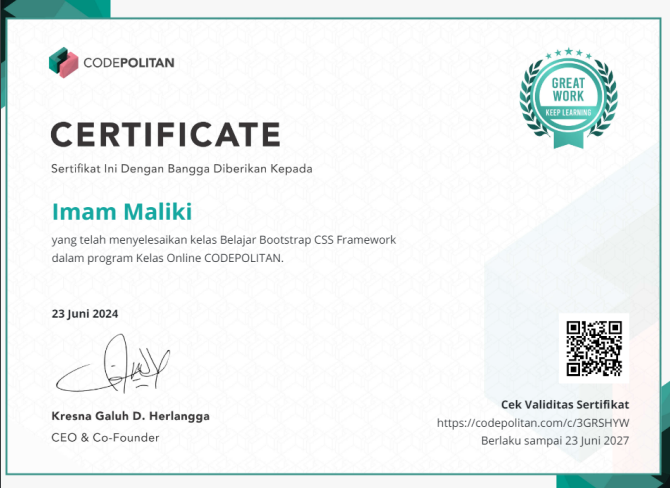 CODEPOLITAN
GREAT
WORK
KEEP LEARNING
CERTIFICATE
Sertifikat Ini Dengan Bangga Diberikan Kepada
Imam Maliki
yang telah menyelesaikan kelas Belajar Bootstrap CSS Framework
dalam program Kelas Online CODEPOLITAN.
23 Juni 2024
Kresna Galuh D. Herlangga
CEO & Co-Founder
Cek Validitas Sertifikat
https://codepolitan.com/c/3GRSHYW
Berlaku sampai 23 Juni 2027